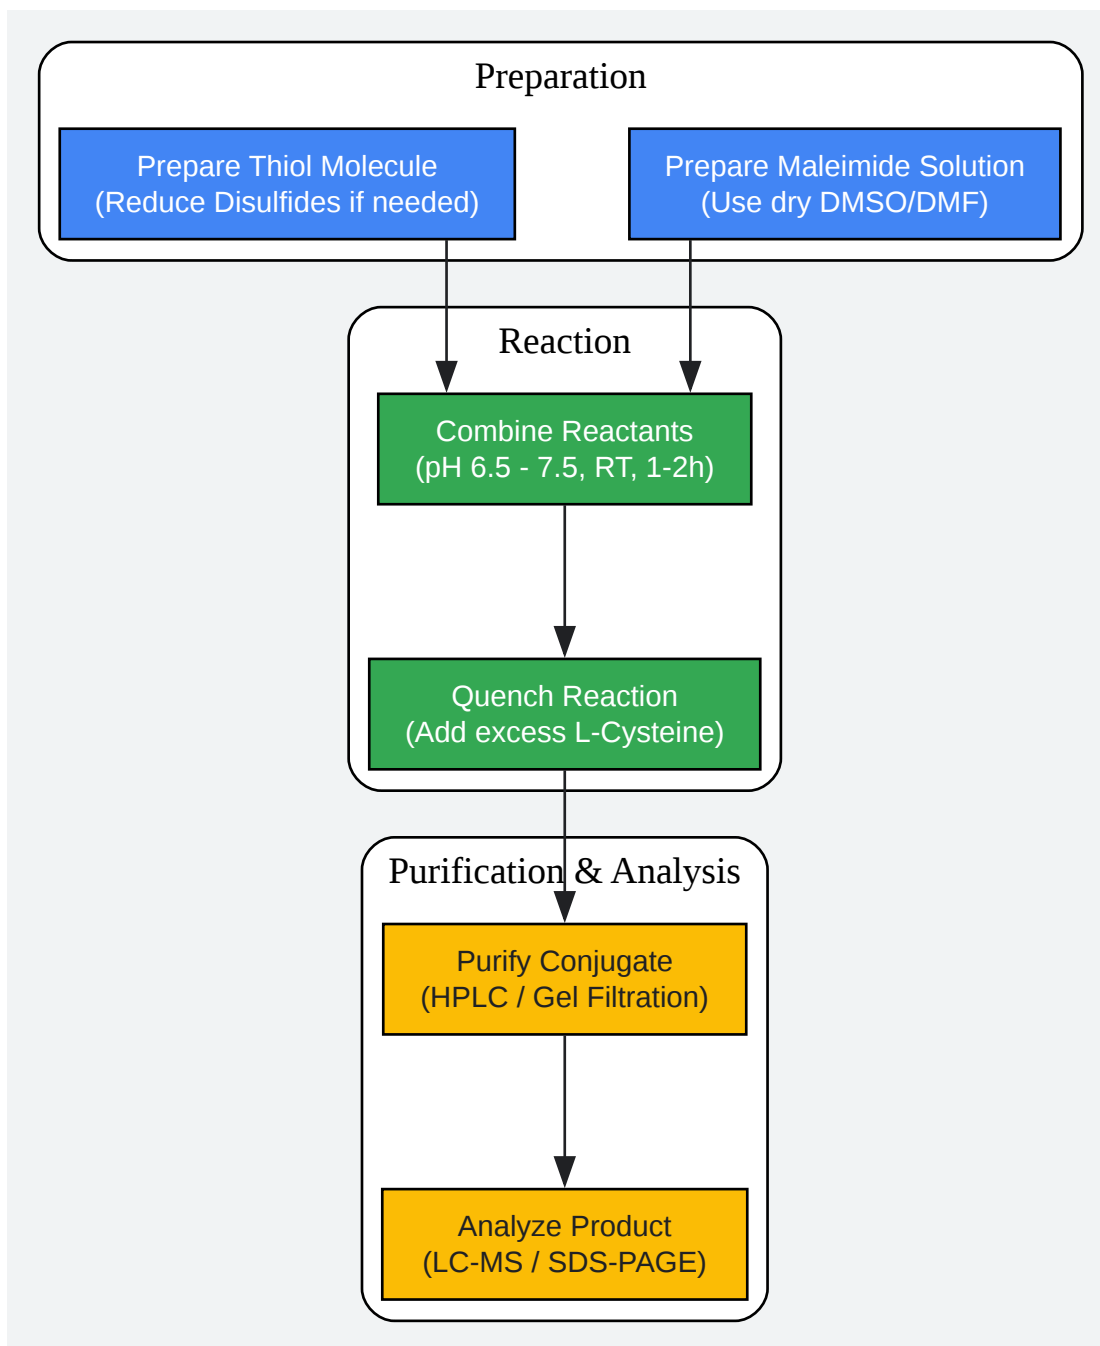 Preparation
Prepare Thiol Molecule
(Reduce Disulfides if needed)
Prepare Maleimide Solution
(Use dry DMSO/DMF)
Reaction
Combine Reactants
(pH 6.5 - 7.5, RT, 1-2h)
Quench Reaction
(Add excess L-Cysteine)
Purification & Analysis
Purify Conjugate
(HPLC / Gel Filtration)
Analyze Product
(LC-MS / SDS-PAGE)